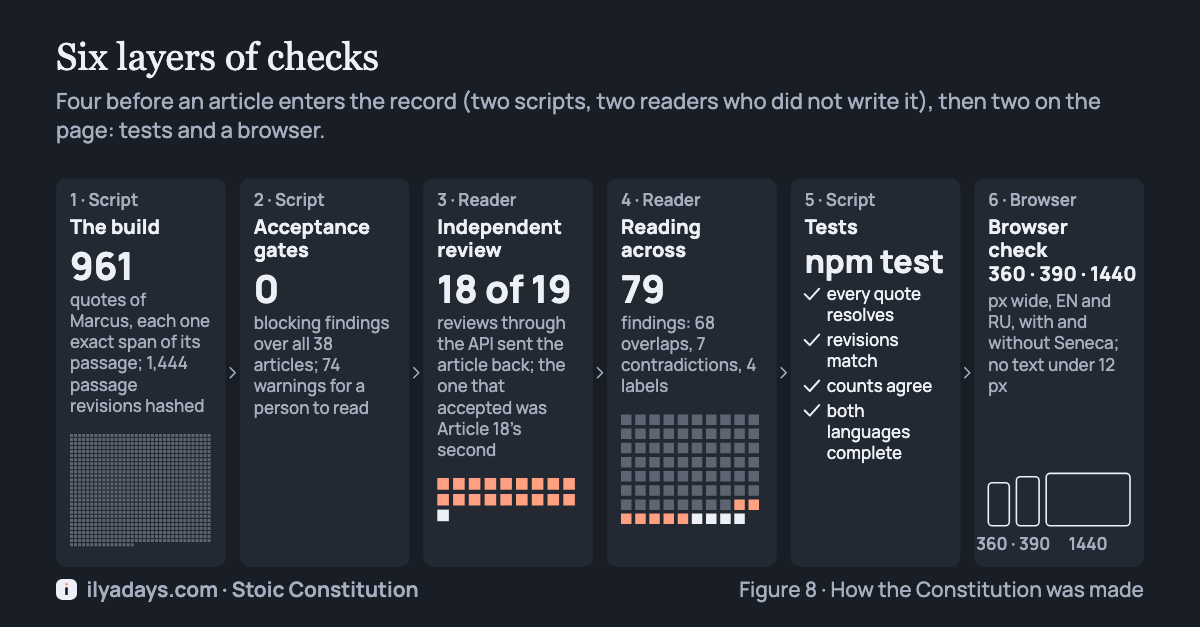 Six layers of checks
Four before an article enters the record (two scripts, two readers who did not write it), then two on the
page: tests and a browser.
1 · Script
The build
961
quotes of
Marcus, each one
exact span of its
passage; 1,444
passage
revisions hashed
2 · Script
Acceptance
gates
0
blocking findings
over all 38
articles; 74
warnings for a
person to read
3 · Reader
Independent
review
18 of 19
reviews through
the API sent the
article back; the
one that
accepted was
Article 18's
second
4 · Reader
Reading
across
79
findings: 68
overlaps, 7
contradictions, 4
labels
5 · Script
Tests
npm test
every quote
resolves
revisions
match
counts agree
both
languages
complete
6 · Browser
Browser
check
360 · 390 · 1440
px wide, EN and
RU, with and
without Seneca;
no text under 12
px
360 · 390 1440
i ilyadays.com · Stoic Constitution
Figure 8 · How the Constitution was made